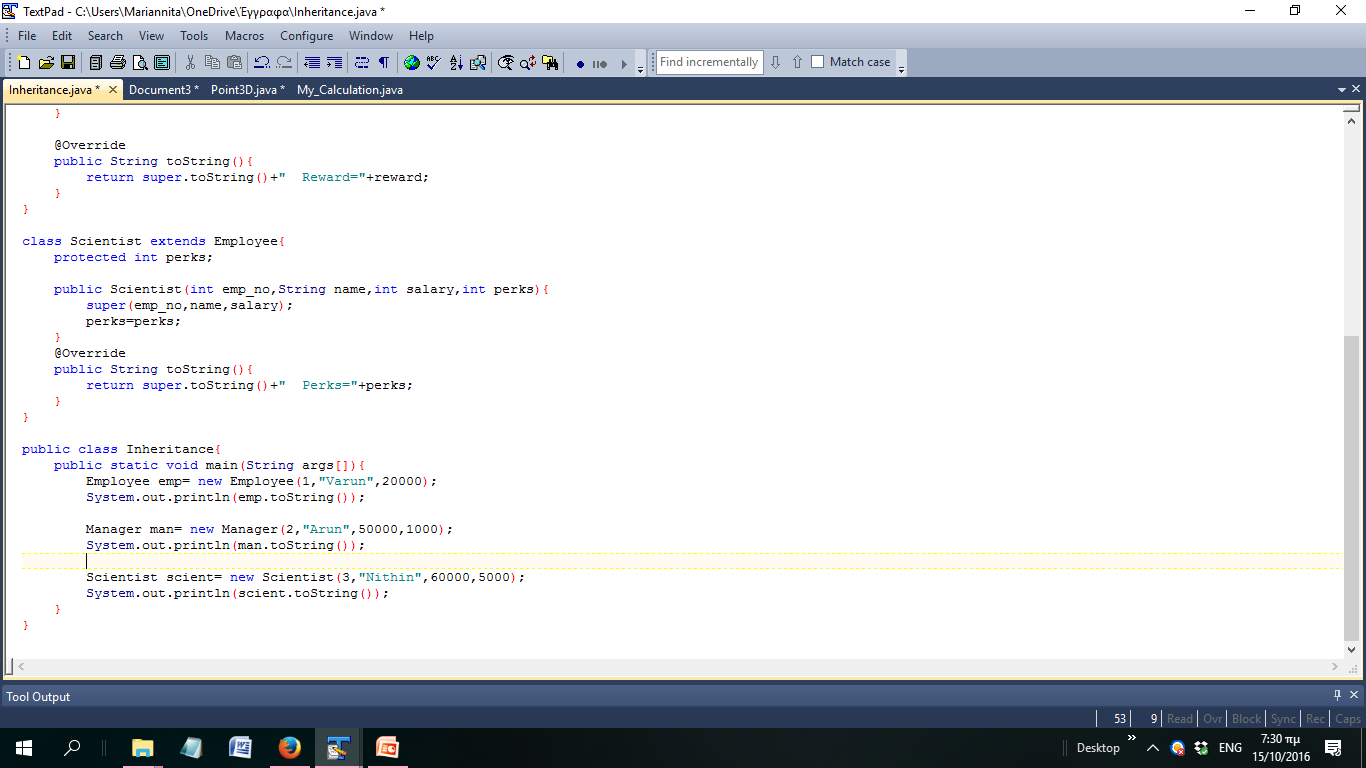 TextPad - C:\Users\Mariannita\OneDrive\Έγγραφα\Inheritance.java *
File Edit Search View Tools Macros Configure Window Help
Find incrementally Match case
Inheritance.java * Document3 * Point3D.java * My_Calculation.java
}
@Override
public String toString(){
return super.toString()+"  Reward="+reward;
}
}
class Scientist extends Employee{
protected int perks;
public Scientist(int emp_no,String name,int salary,int perks){
super(emp_no,name,salary);
perks=perks;
}
@Override
public String toString(){
return super.toString()+"  Perks="+perks;
}
}
public class Inheritance{
public static void main(String args[]){
Employee emp= new Employee(1,"Varun",20000);
System.out.println(emp.toString());
Manager man= new Manager(2,"Arun",50000,1000);
System.out.println(man.toString());
Scientist scient= new Scientist(3,"Nithin",60000,5000);
System.out.println(scient.toString());
}
}
Tool Output
53 9 Read Ovr Block Sync Rec Caps
Desktop ENG 7:30 πμ
15/10/2016